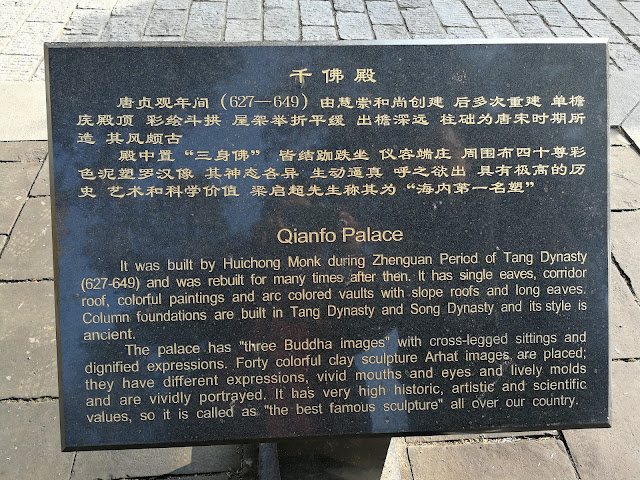 千佛殿
唐贞观年间（627—649）由慧崇和尚创建 后多次重建 单檐
庑殿顶 彩绘斗拱 屋架举折平缓 出檐深远 柱础为唐宋时期所
造 其风颇古
殿中置“三身佛” 皆结跏趺坐 仪容端庄 周围布四十尊彩
色泥塑罗汉像 其神态各异 生动逼真 呼之欲出 具有极高的历
史 艺术和科学价值 梁启超先生称其为“海内第一名塑”
Qianfo Palace
It was built by Huichong Monk during Zhenguan Period of Tang Dynasty
(627-649) and was rebuilt for many times after then. It has single eaves, corridor
roof, colorful paintings and arc colored vaults with slope roofs and long eaves.
Column foundations are built in Tang Dynasty and Song Dynasty and its style is
ancient.
The palace has "three Buddha images" with cross-legged sittings and
dignified expressions. Forty colorful clay sculpture Arhat images are placed;
they have different expressions, vivid mouths and eyes and lively molds
and are vividly portrayed. It has very high historic, artistic and scientific
values, so it is called as "the best famous sculpture" all over our country.